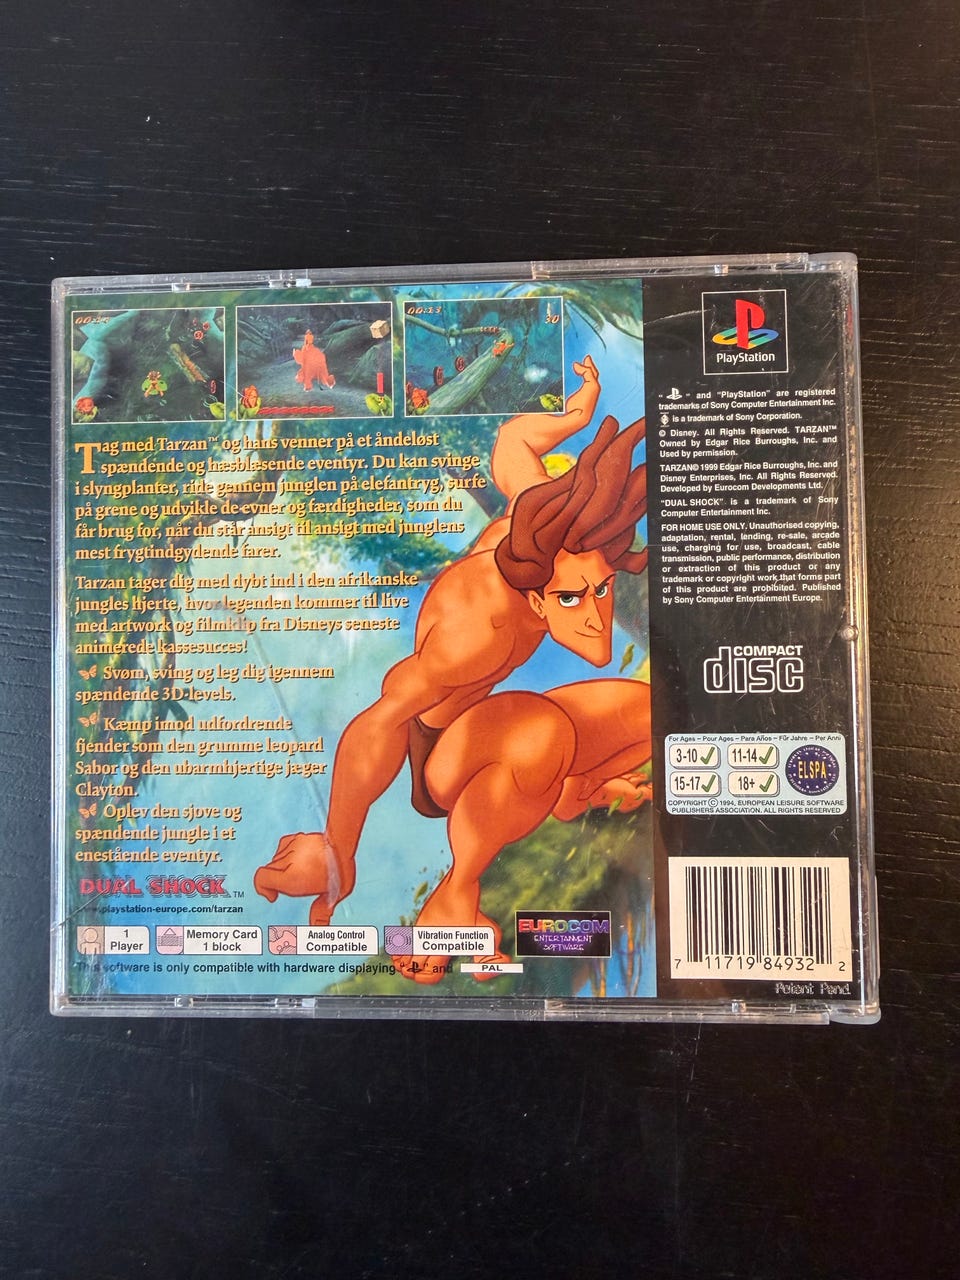 00:13
30
Tag med Tarzan™ og hans venner på et åndeløst
spændende og hæsblæsende eventyr. Du kan svinge
i slyngplanter, ride gennem junglen på elefantryg, surfe
på grene og udvikle de evner og færdigheder, som du
får brug for, når du står ansigt til ansigt med junglens
mest frygtindgydende farer.
Tarzan tager dig med dybt ind i den afrikanske
jungles hjerte, hvor legenden kommer til live
med artwork og filmklip fra Disneys seneste
animerede kassesucces!
Svøm, sving og leg dig igennem
spændende 3D-levels.
Kæmp imod udfordrende
fjender som den grumme leopard
Sabor og den ubarmhjertige jæger
Clayton.
Oplev den sjove og
spændende jungle i et
enestående eventyr.
DUAL SHOCK™
www.playstation-europe.com/tarzan
1
Player
Memory Card
1 block
Analog Control
Compatible
Vibration Function
Compatible
This software is only compatible with hardware displaying " " and PAL
EUROCOM
ENTERTAINMENT
SOFTWARE
PlayStation
" " and "PlayStation" are registered
trademarks of Sony Computer Entertainment Inc.
is a trademark of Sony Corporation.
© Disney. All Rights Reserved. TARZAN™
Owned by Edgar Rice Burroughs, Inc. and
Used by permission.
TARZAN© 1999 Edgar Rice Burroughs, Inc. and
Disney Enterprises, Inc. All Rights Reserved.
Developed by Eurocom Developments Ltd.
"DUAL SHOCK" is a trademark of Sony
Computer Entertainment Inc.
FOR HOME USE ONLY. Unauthorised copying,
adaptation, rental, lending, re-sale, arcade
use, charging for use, broadcast, cable
transmission, public performance, distribution
or extraction of this product or any
trademark or copyright work that forms part
of this product are prohibited. Published
by Sony Computer Entertainment Europe.
COMPACT
disc
For Ages – Pour Ages – Para Años – Für Jahre – Per Anni
3-10 11-14
15-17 18+
ELSPA
COPYRIGHT © 1994, EUROPEAN LEISURE SOFTWARE
PUBLISHERS ASSOCIATION. ALL RIGHTS RESERVED
7 11719 84932 2
Patent Pend.